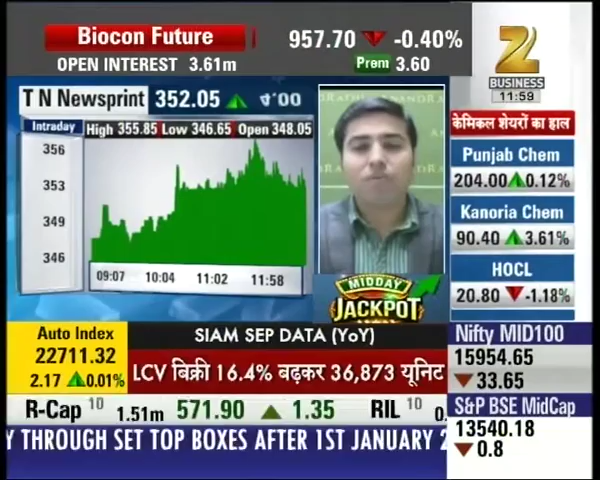 Biocon Future
957.70 -0.40%
OPEN INTEREST 3.61m
Prem 3.60
Z
BUSINESS
11:59
T N Newsprint 352.05 4.00
Intraday
High 355.85 Low 346.65 Open 348.05
356
353
349
346
09:07 10:04 11:02 11:58
ANANDRATHI
MIDDAY
JACKPOT
केमिकल शेयरों का हाल
Punjab Chem
204.00 0.12%
Kanoria Chem
90.40 3.61%
HOCL
20.80 -1.18%
Auto Index
22711.32
2.17 0.01%
SIAM SEP DATA (YoY)
LCV बिक्री 16.4% बढ़कर 36,873 यूनिट
Nifty MID100
15954.65
33.65
S&P BSE MidCap
13540.18
0.8
R-Cap 10 1.51m 571.90 1.35 RIL 10 0.
Y THROUGH SET TOP BOXES AFTER 1ST JANUARY 2